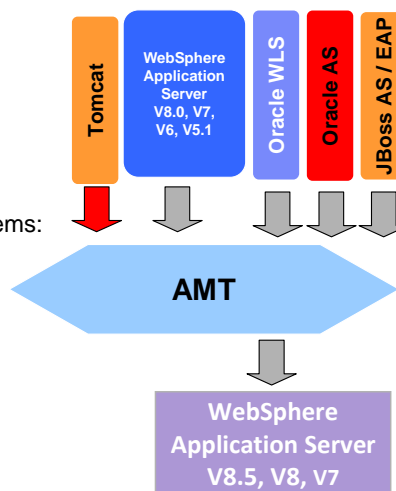 Tomcat
WebSphere
Application
Server
V8.0, V7,
V6, V5.1
Oracle WLS
Oracle AS
JBoss AS / EAP
ems:
AMT
WebSphere
Application Server
V8.5, V8, V7